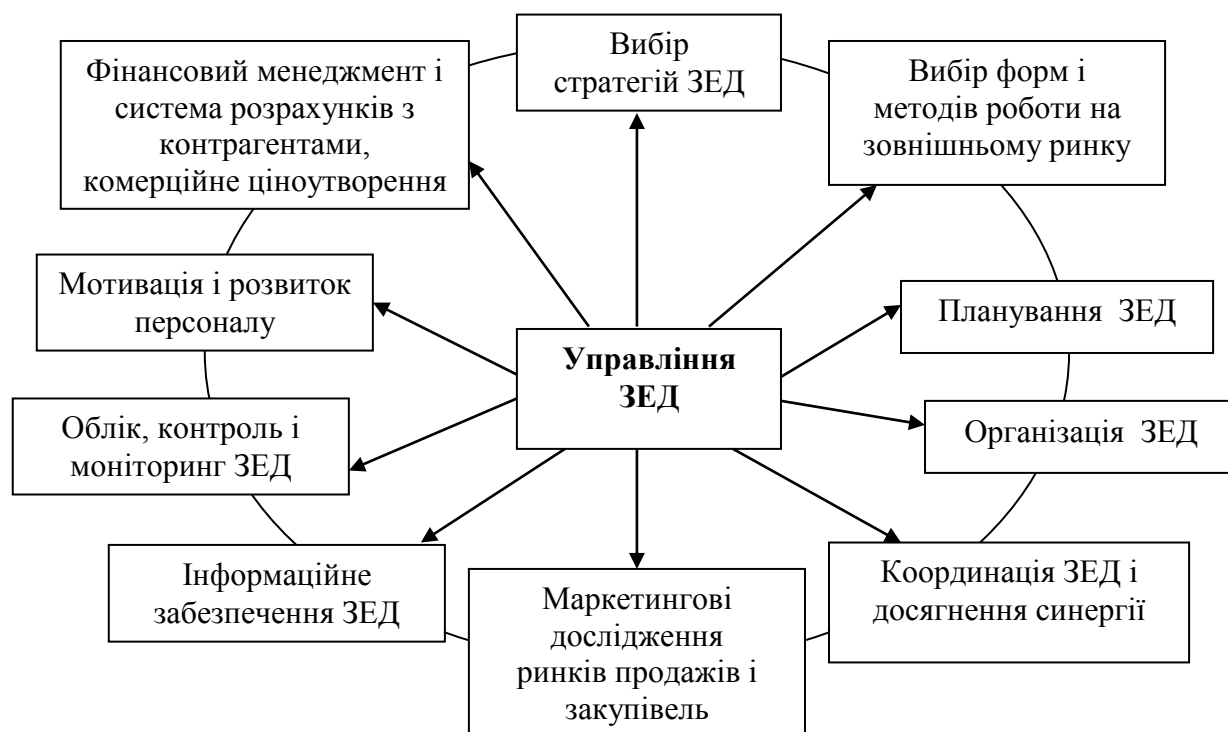 Вибір
стратегій ЗЕД
Фінансовий менеджмент і
система розрахунків з
контрагентами,
комерційне ціноутворення
Вибір форм і
методів роботи на
зовнішньому ринку
Мотивація і розвиток
персоналу
Планування ЗЕД
Управління
ЗЕД
Облік, контроль і
моніторинг ЗЕД
Організація ЗЕД
Інформаційне
забезпечення ЗЕД
Маркетингові
дослідження
ринків продажів і
закупівель
Координація ЗЕД і
досягнення синергії